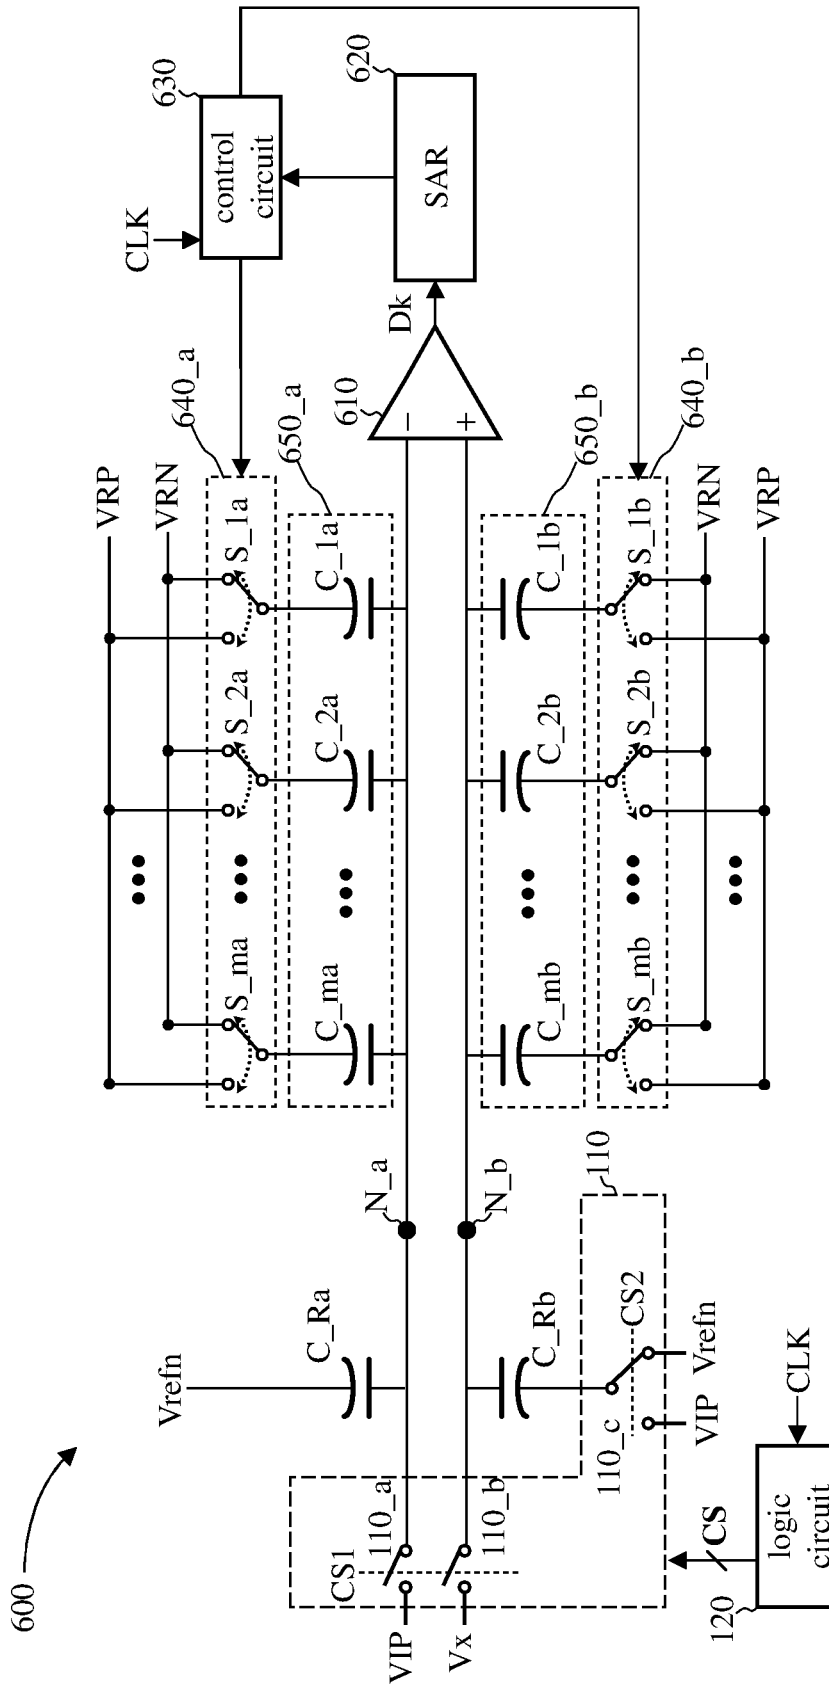 600
VRP
VRN
640_a
S_ma
S_2a
S_1a
650_a
C_ma
C_2a
C_1a
CLK
630
control
circuit
620
SAR
Dk
610
−
+
Vrefn
C_Ra
N_a
N_b
CS1
VIP
110_a
Vx
110_b
C_Rb
C_mb
C_2b
C_1b
650_b
110
CS2
110_c
VIP
Vrefn
S_mb
S_2b
S_1b
640_b
VRN
VRP
CS
120
logic
circuit
CLK